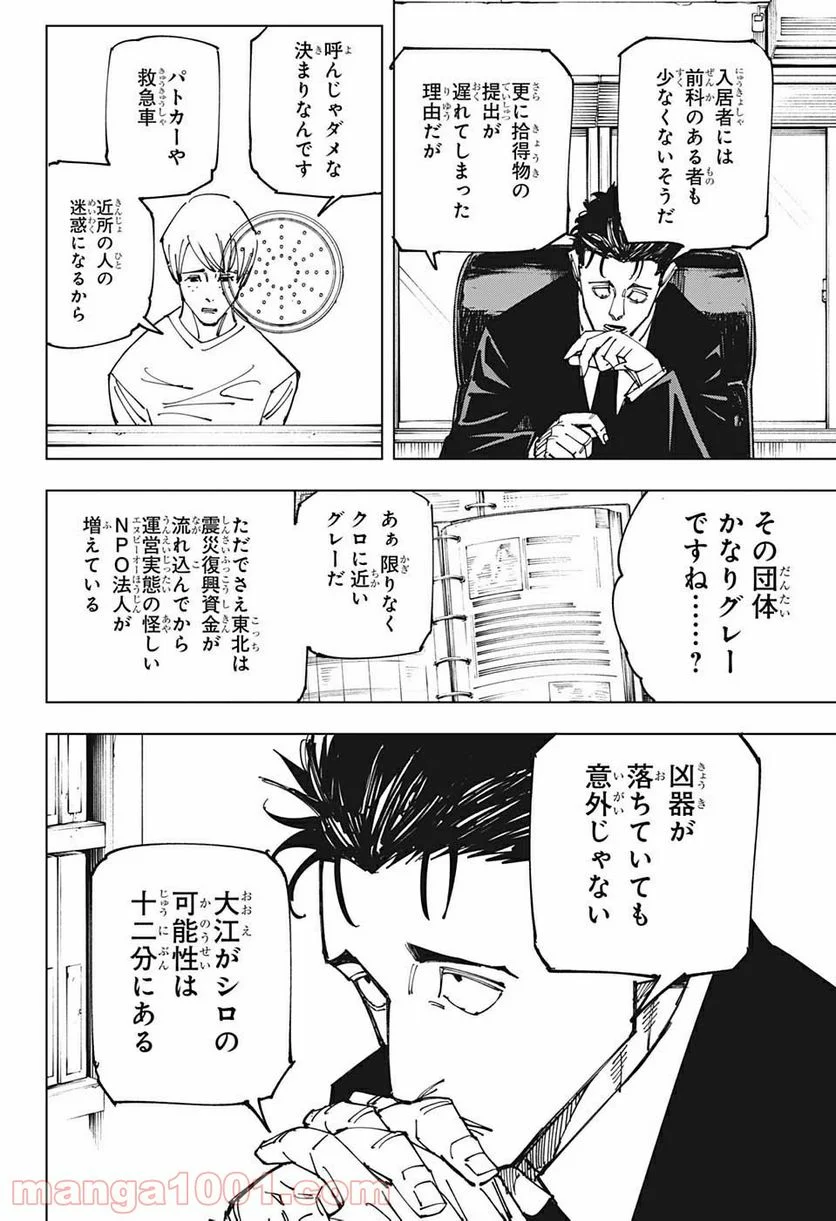 入居者には
前科のある者も
少なくないそうだ
更に拾得物の
提出が
遅れてしまった
理由だが
呼んじゃダメな
決まりなんです
パトカーや
救急車
近所の人の
迷惑になるから
その団体
かなりグレー
ですね……?
あぁ限りなく
クロに近い
グレーだ
ただでさえ東北は
震災復興資金が
流れ込んでから
運営実態の怪しい
NPO法人が
増えている
凶器が
落ちていても
意外じゃない
大江がシロの
可能性は
十二分にある
manga1001.com